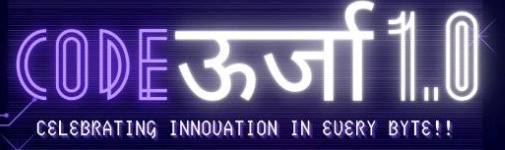 CODEऊर्जा 1.0
CELEBRATING INNOVATION IN EVERY BYTE!!